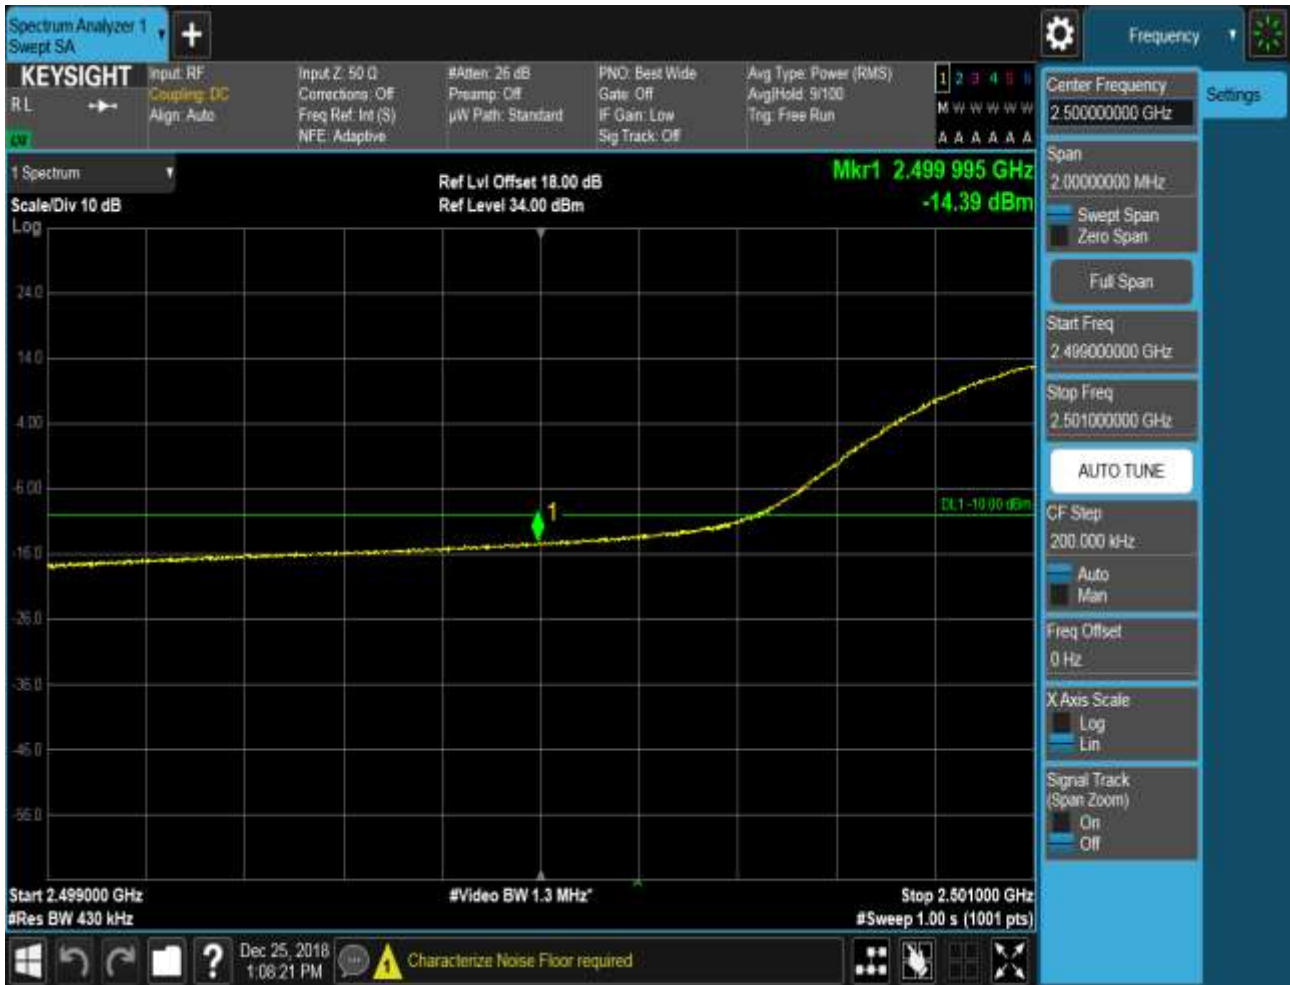 Spectrum Analyzer 1
Swept SA
+
Frequency
KEYSIGHT
RL
LXI
Input: RF
Coupling: DC
Align: Auto
Input Z: 50 Ω
Corrections: Off
Freq Ref: Int (S)
NFE: Adaptive
#Atten: 26 dB
Preamp: Off
µW Path: Standard
PNO: Best Wide
Gate: Off
IF Gain: Low
Sig Track: Off
Avg Type: Power (RMS)
Avg|Hold: 9/100
Trig: Free Run
1 2 3 4 5 6
M W W W W W
A A A A A A
1 Spectrum
Scale/Div 10 dB
Log
Ref Lvl Offset 18.00 dB
Ref Level 34.00 dBm
Mkr1 2.499 995 GHz
-14.39 dBm
24.0
14.0
4.00
-6.00
-16.0
-26.0
-36.0
-46.0
-56.0
1
DL1 -10.00 dBm
Start 2.499000 GHz
#Res BW 430 kHz
#Video BW 1.3 MHz*
Stop 2.501000 GHz
#Sweep 1.00 s (1001 pts)
Center Frequency
2.500000000 GHz
Settings
Span
2.00000000 MHz
Swept Span
Zero Span
Full Span
Start Freq
2.499000000 GHz
Stop Freq
2.501000000 GHz
AUTO TUNE
CF Step
200.000 kHz
Auto
Man
Freq Offset
0 Hz
X Axis Scale
Log
Lin
Signal Track
(Span Zoom)
On
Off
?
Dec 25, 2018
1:08:21 PM
1
Characterize Noise Floor required